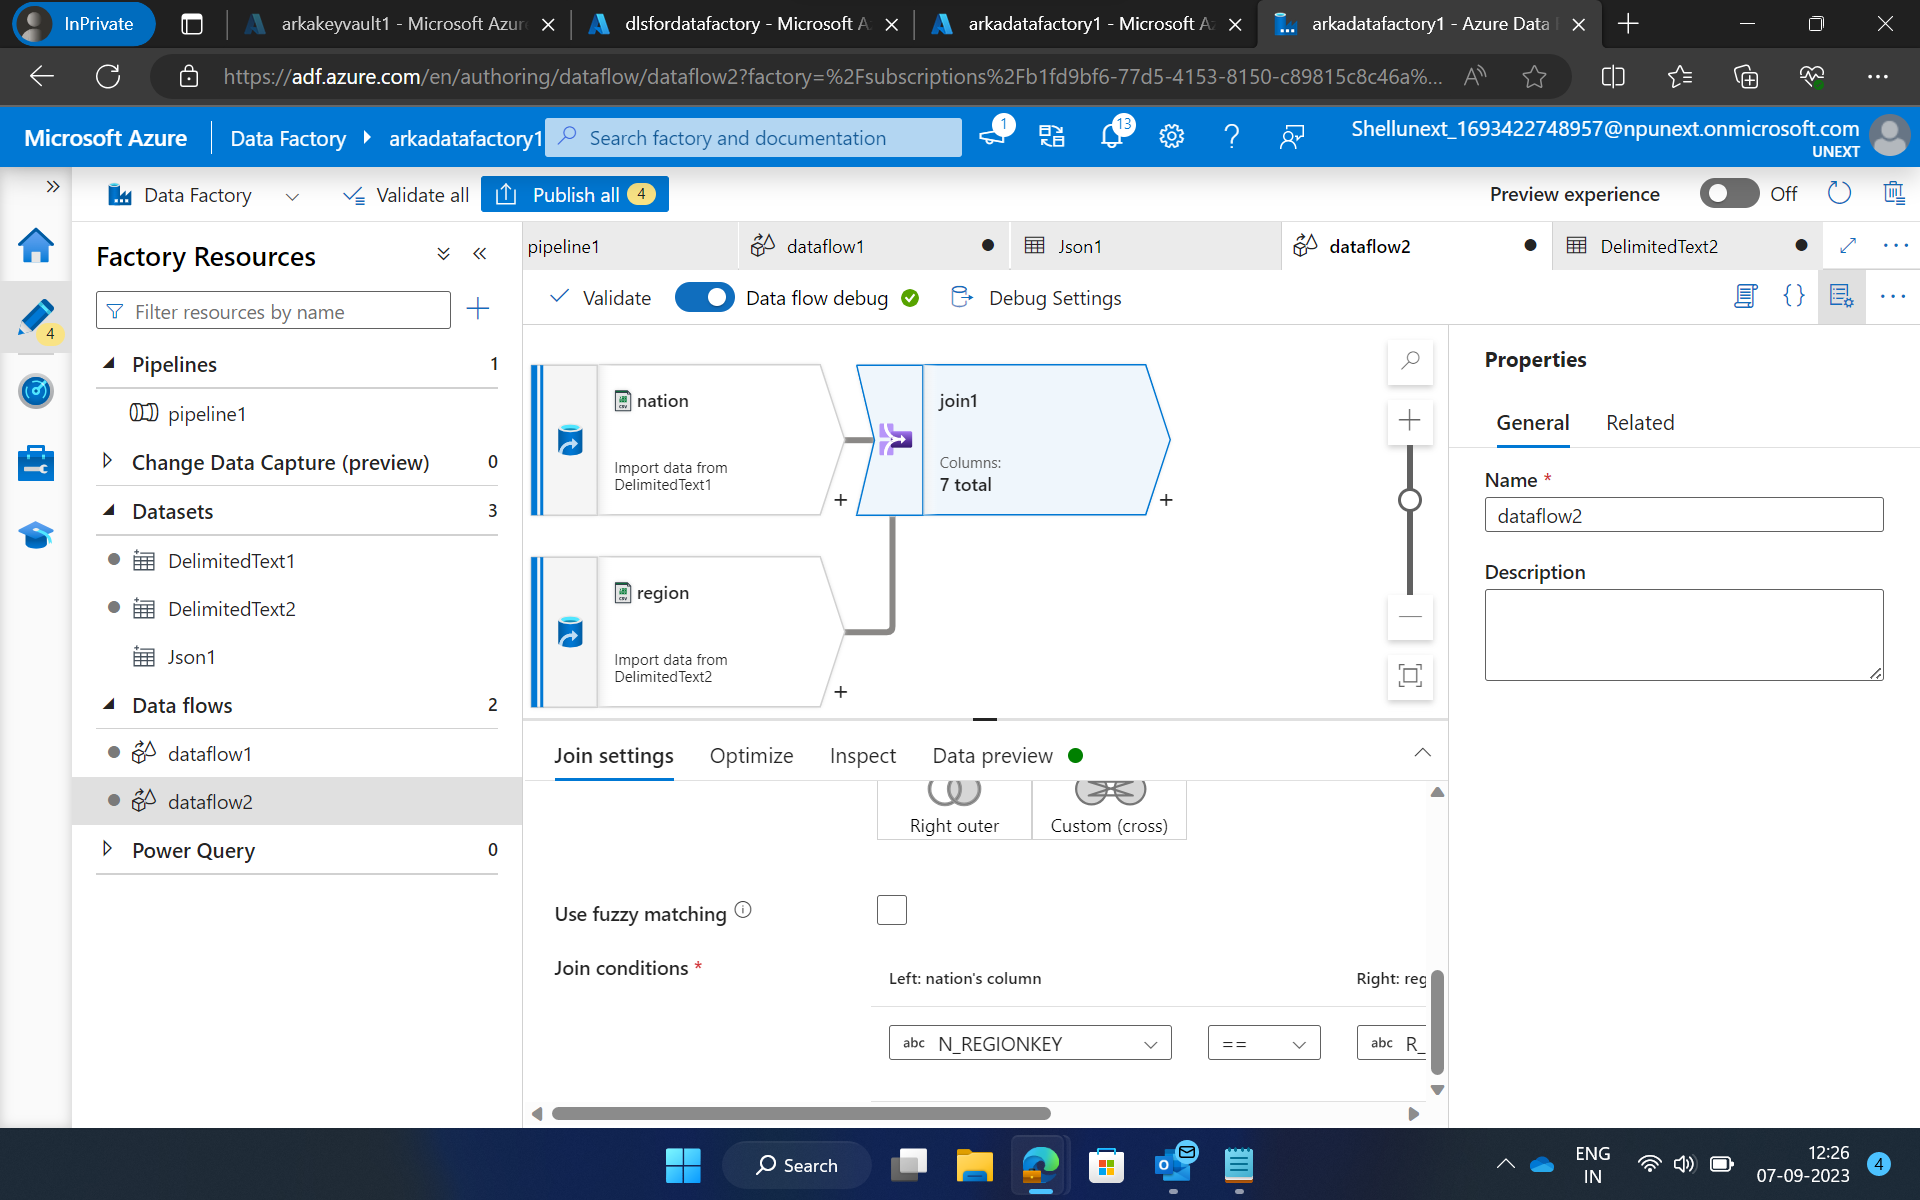 InPrivate
arkakeyvault1 - Microsoft Azur
dlsfordatafactory - Microsoft A
arkadatafactory1 - Microsoft Az
arkadatafactory1 - Azure Data
https://adf.azure.com/en/authoring/dataflow/dataflow2?factory=%2Fsubscriptions%2Fb1fd9bf6-77d5-4153-8150-c89815c8c46a%...
Microsoft Azure
Data Factory
arkadatafactory1
Search factory and documentation
1
13
Shellunext_1693422748957@npunext.onmicrosoft.com
UNEXT
Data Factory
Validate all
Publish all 4
Preview experience
Off
Factory Resources
Filter resources by name
4
Pipelines 1
pipeline1
Change Data Capture (preview) 0
Datasets 3
DelimitedText1
DelimitedText2
Json1
Data flows 2
dataflow1
dataflow2
Power Query 0
pipeline1
dataflow1
Json1
dataflow2
DelimitedText2
Validate
Data flow debug
Debug Settings
nation
Import data from
DelimitedText1
join1
Columns:
7 total
region
Import data from
DelimitedText2
Properties
General
Related
Name *
dataflow2
Description
Join settings
Optimize
Inspect
Data preview
Right outer
Custom (cross)
Use fuzzy matching
Join conditions *
Left: nation's column
Right: reg
abc N_REGIONKEY
==
abc R_
Search
ENG
IN
12:26
07-09-2023
4